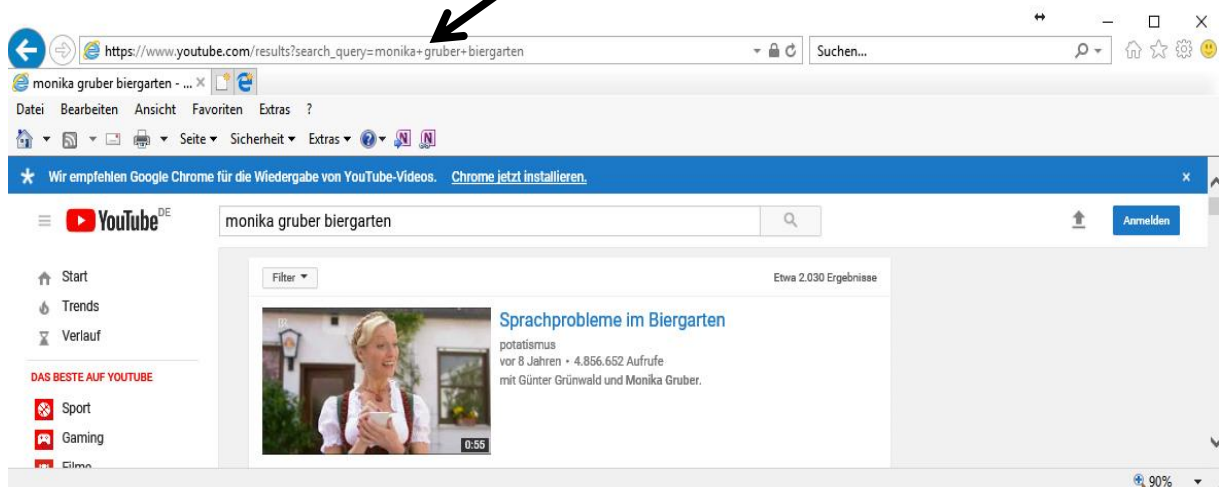 https://www.youtube.com/results?search_query=monika+gruber+biergarten
Suchen...
monika gruber biergarten - ...
Datei Bearbeiten Ansicht Favoriten Extras ?
Seite Sicherheit Extras
Wir empfehlen Google Chrome für die Wiedergabe von YouTube-Videos. Chrome jetzt installieren.
YouTube DE
monika gruber biergarten
Anmelden
Start
Trends
Verlauf
DAS BESTE AUF YOUTUBE
Sport
Gaming
Filme
Filter
Etwa 2.030 Ergebnisse
0:55
Sprachprobleme im Biergarten
potatismus
vor 8 Jahren • 4.856.652 Aufrufe
mit Günter Grünwald und Monika Gruber.
90%